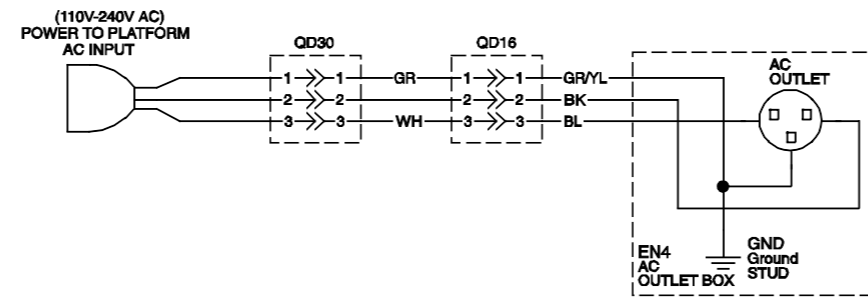 (110V-240V AC)
POWER TO PLATFORM
AC INPUT
QD30
QD16
1 1 GR 1 1 GR/YL
2 2 2 2 BK
3 3 WH 3 3 BL
AC
OUTLET
EN4
AC
OUTLET BOX
GND
Ground
STUD